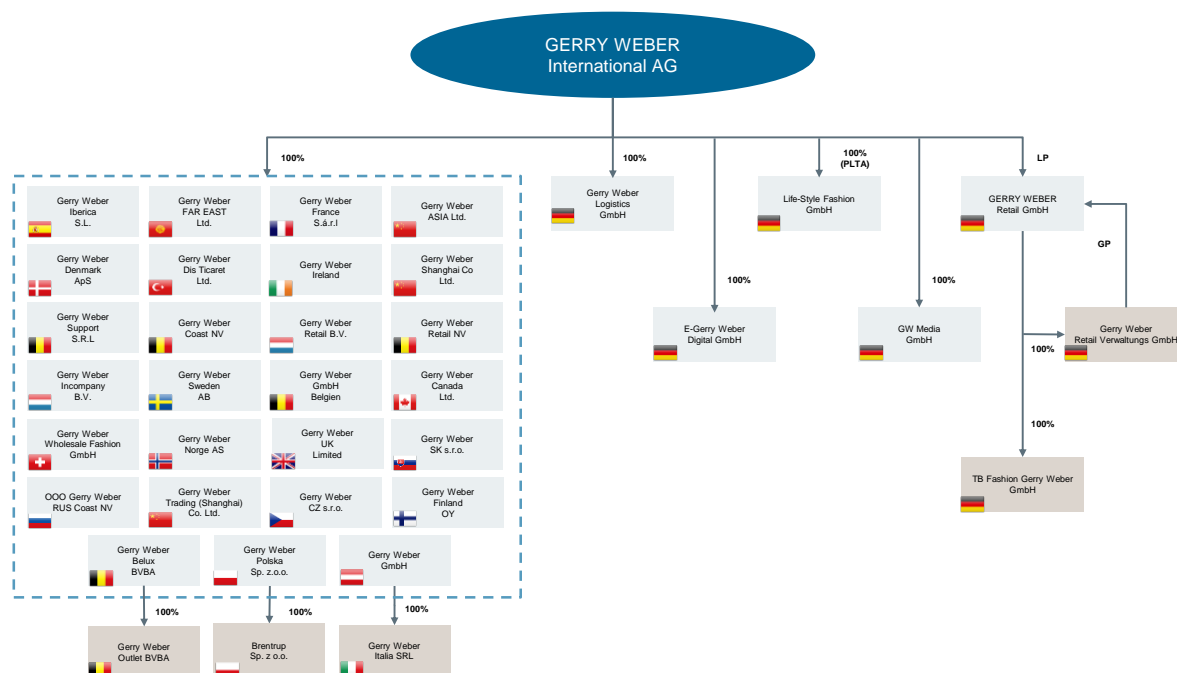 GERRY WEBER
International AG
100%
100%
100%
(PLTA)
LP
Gerry Weber
Iberica
S.L.
Gerry Weber
FAR EAST
Ltd.
Gerry Weber
France
S.á.r.l
Gerry Weber
ASIA Ltd.
Gerry Weber
Logistics
GmbH
Life-Style Fashion
GmbH
GERRY WEBER
Retail GmbH
GP
Gerry Weber
Denmark
ApS
Gerry Weber
Dis Ticaret
Ltd.
Gerry Weber
Ireland
Gerry Weber
Shanghai Co
Ltd.
100%
100%
Gerry Weber
Support
S.R.L
Gerry Weber
Coast NV
Gerry Weber
Retail B.V.
Gerry Weber
Retail NV
E-Gerry Weber
Digital GmbH
GW Media
GmbH
Gerry Weber
Retail Verwaltungs GmbH
100%
Gerry Weber
Incompany
B.V.
Gerry Weber
Sweden
AB
Gerry Weber
GmbH
Belgien
Gerry Weber
Canada
Ltd.
100%
Gerry Weber
Wholesale Fashion
GmbH
Gerry Weber
Norge AS
Gerry Weber
UK
Limited
Gerry Weber
SK s.r.o.
TB Fashion Gerry Weber
GmbH
OOO Gerry Weber
RUS Coast NV
Gerry Weber
Trading (Shanghai)
Co. Ltd.
Gerry Weber
CZ s.r.o.
Gerry Weber
Finland
OY
Gerry Weber
Belux
BVBA
Gerry Weber
Polska
Sp. z.o.o.
Gerry Weber
GmbH
100%
100%
100%
Gerry Weber
Outlet BVBA
Brentrup
Sp. z o.o.
Gerry Weber
Italia SRL